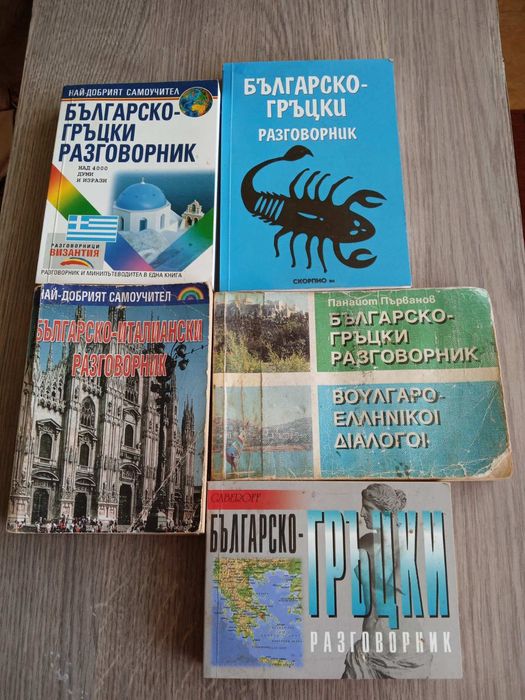 НАЙ-ДОБРИЯТ САМОУЧИТЕЛ
БЪЛГАРСКО-
ГРЪЦКИ
РАЗГОВОРНИК
НАД 4000
ДУМИ
И ИЗРАЗИ
РАЗГОВОРНИЦИ
ВИЗАНТИЯ
РАЗГОВОРНИК И МИНИПЪТЕВОДИТЕЛ В ЕДНА КНИГА
БЪЛГАРСКО-
ГРЪЦКИ
РАЗГОВОРНИК
СКОРПИО
НАЙ-ДОБРИЯТ САМОУЧИТЕЛ
БЪЛГАРСКО-ИТАЛИАНСКИ
РАЗГОВОРНИК
Панайот Първанов
БЪЛГАРСКО-
ГРЪЦКИ
РАЗГОВОРНИК
ΒΟΥΛΓΑΡΟ-
ΕΛΛΗΝΙΚΟΙ
ΔΙΑΛΟΓΟΙ
GABEROFF
БЪЛГАРСКО-
ГРЪЦКИ
РАЗГОВОРНИК